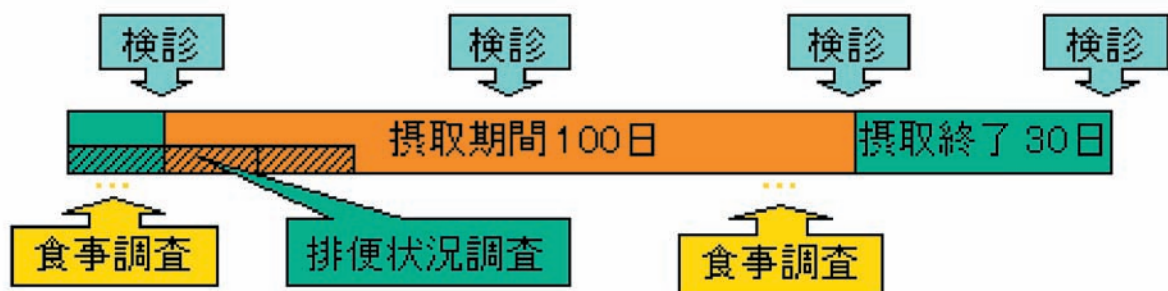 検診
検診
検診
検診
摂取期間100日
摂取終了30日
食事調査
排便状況調査
食事調査